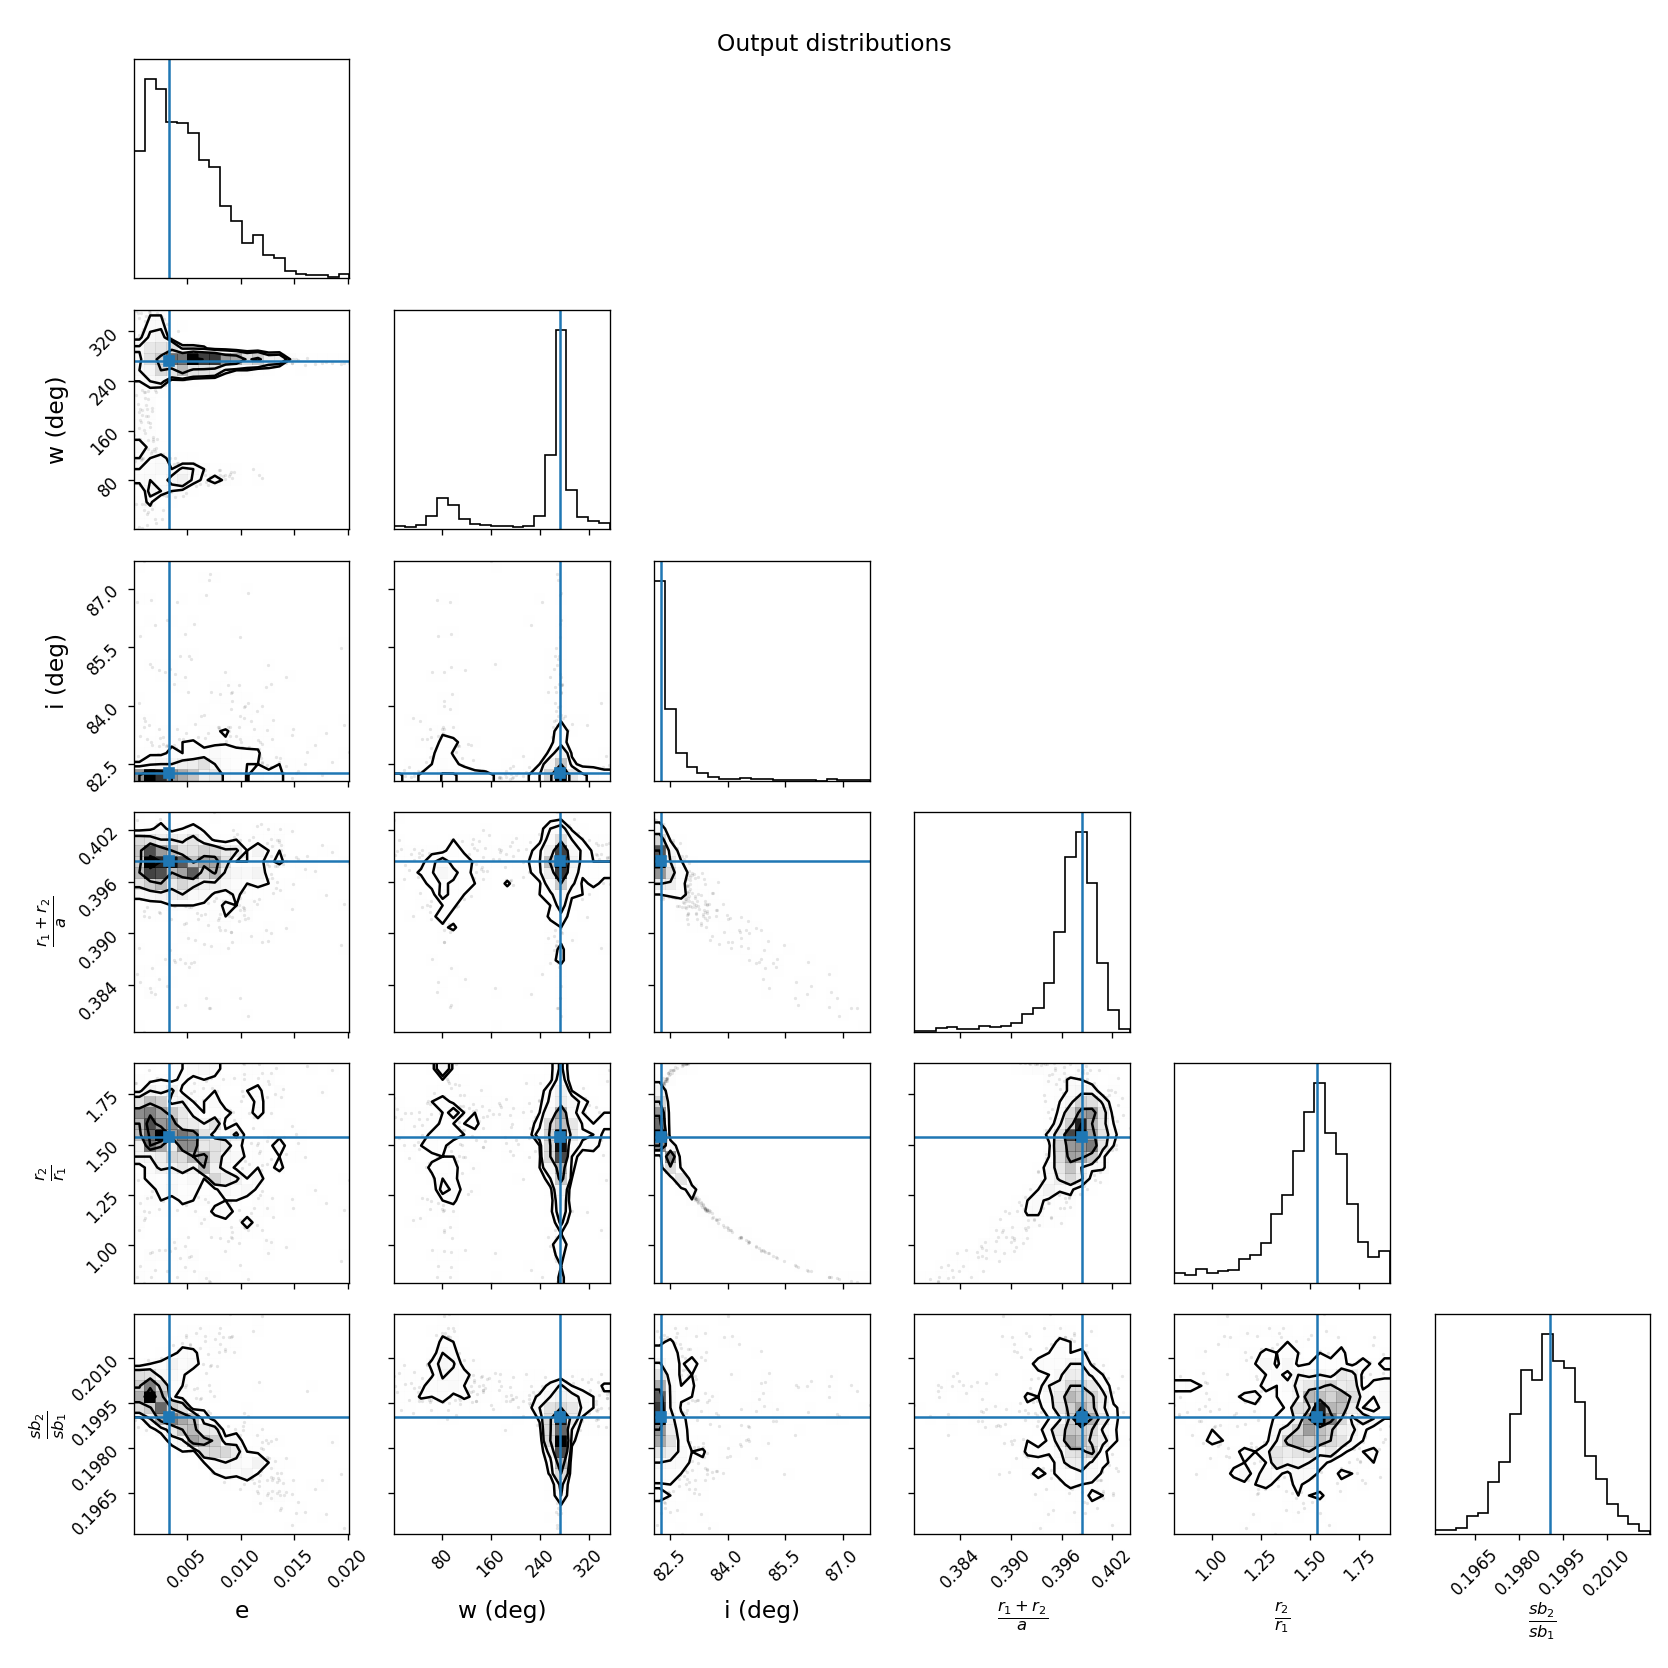 Output distributions
320
240
160
80
w (deg)
87.0
85.5
84.0
82.5
i (deg)
0.402
0.396
0.390
0.384
r₁ + r₂
a
1.75
1.50
1.25
1.00
r₂
r₁
0.2010
0.1995
0.1980
0.1965
sb₂
sb₁
0.005 0.010 0.015 0.020
80 160 240 320
82.5 84.0 85.5 87.0
0.384 0.390 0.396 0.402
1.00 1.25 1.50 1.75
0.1965 0.1980 0.1995 0.2010
e
w (deg)
i (deg)
r₁ + r₂
a
r₂
r₁
sb₂
sb₁